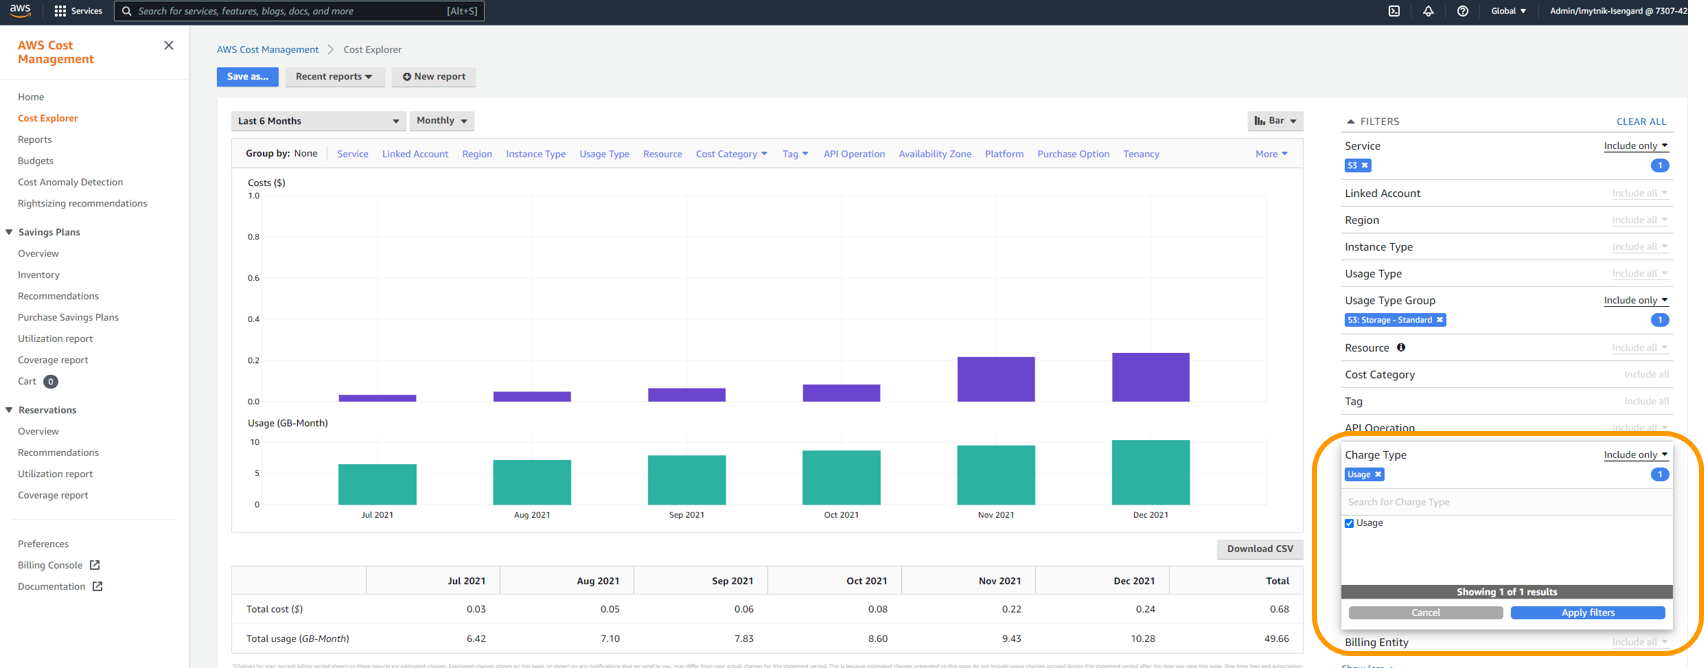 aws
Services
Search for services, features, blogs, docs, and more [Alt+S]
Global
Admin/lmytnik-Isengard @ 7307-42
AWS Cost
Management
Home
Cost Explorer
Reports
Budgets
Cost Anomaly Detection
Rightsizing recommendations
Savings Plans
Overview
Inventory
Recommendations
Purchase Savings Plans
Utilization report
Coverage report
Cart 0
Reservations
Overview
Recommendations
Utilization report
Coverage report
Preferences
Billing Console
Documentation
AWS Cost Management > Cost Explorer
Save as... Recent reports New report
Last 6 Months Monthly Bar
Group by: None Service Linked Account Region Instance Type Usage Type Resource Cost Category Tag API Operation Availability Zone Platform Purchase Option Tenancy More
Costs ($)
1.0
0.8
0.6
0.4
0.2
0.0
Usage (GB-Month)
10
5
0
Jul 2021 Aug 2021 Sep 2021 Oct 2021 Nov 2021 Dec 2021
Download CSV
Jul 2021 Aug 2021 Sep 2021 Oct 2021 Nov 2021 Dec 2021 Total
Total cost ($) 0.03 0.05 0.06 0.08 0.22 0.24 0.68
Total usage (GB-Month) 6.42 7.10 7.83 8.60 9.43 10.28 49.66
FILTERS CLEAR ALL
Service Include only
S3 1
Linked Account Include all
Region Include all
Instance Type Include all
Usage Type Include all
Usage Type Group Include only
S3: Storage - Standard 1
Resource Include all
Cost Category Include all
Tag Include all
API Operation Include all
Charge Type Include only
Usage 1
Search for Charge Type
Usage
Showing 1 of 1 results
Cancel Apply filters
Billing Entity Include all